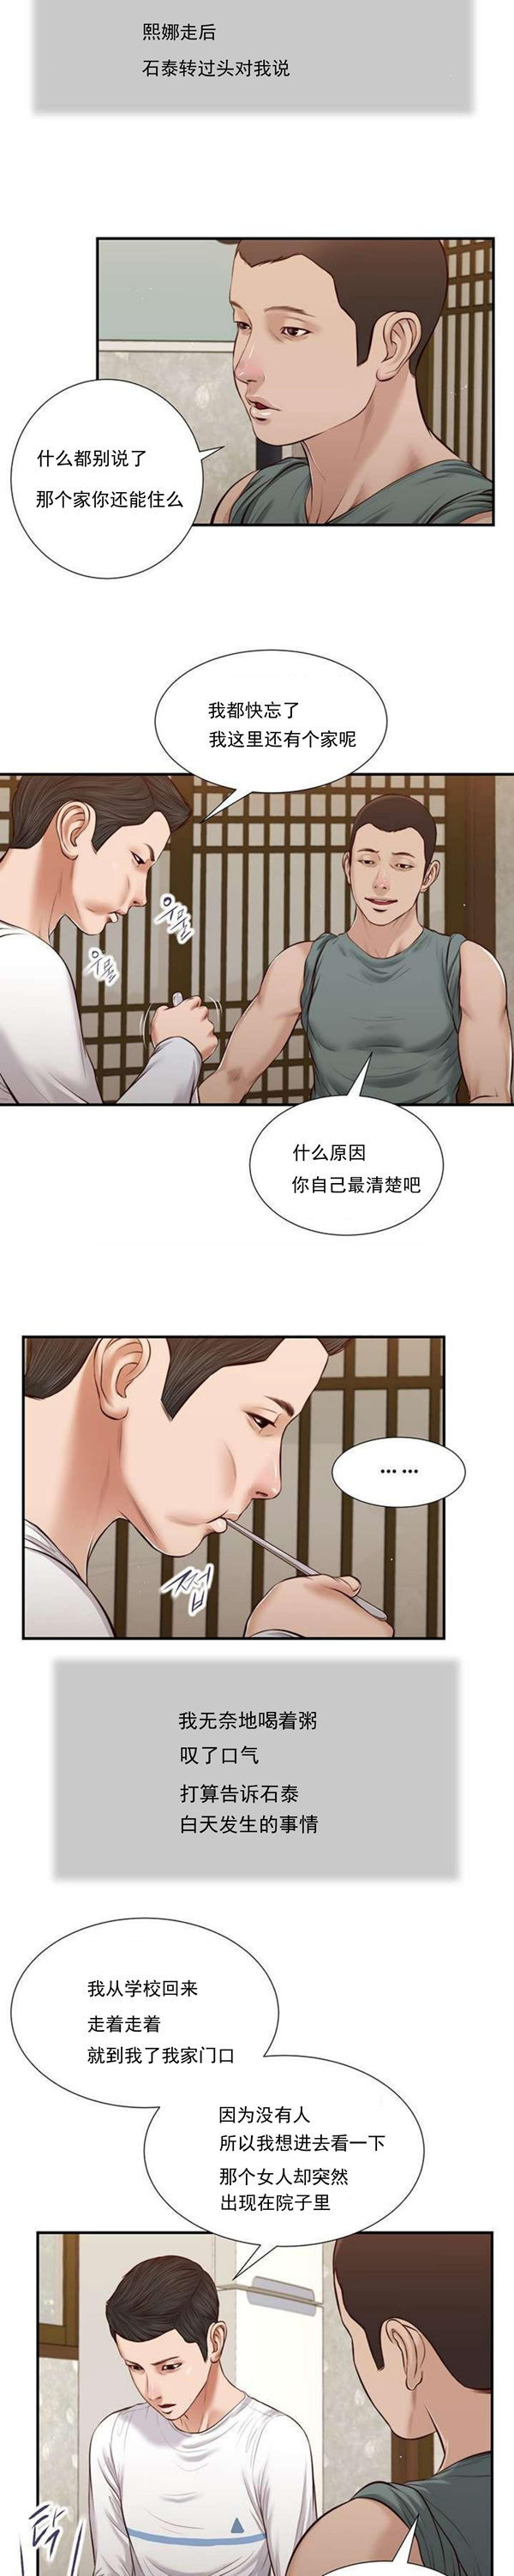 熙娜走后
石泰转过头对我说
什么都别说了
那个家你还能住么
我都快忘了
我这里还有个家呢
우물
우물
什么原因
你自己最清楚吧
... ...
쩝
我无奈地喝着粥
叹了口气
打算告诉石泰
白天发生的事情
我从学校回来
走着走着
就到我了我家门口
因为没有人
所以我想进去看一下
那个女人却突然
出现在院子里
탁